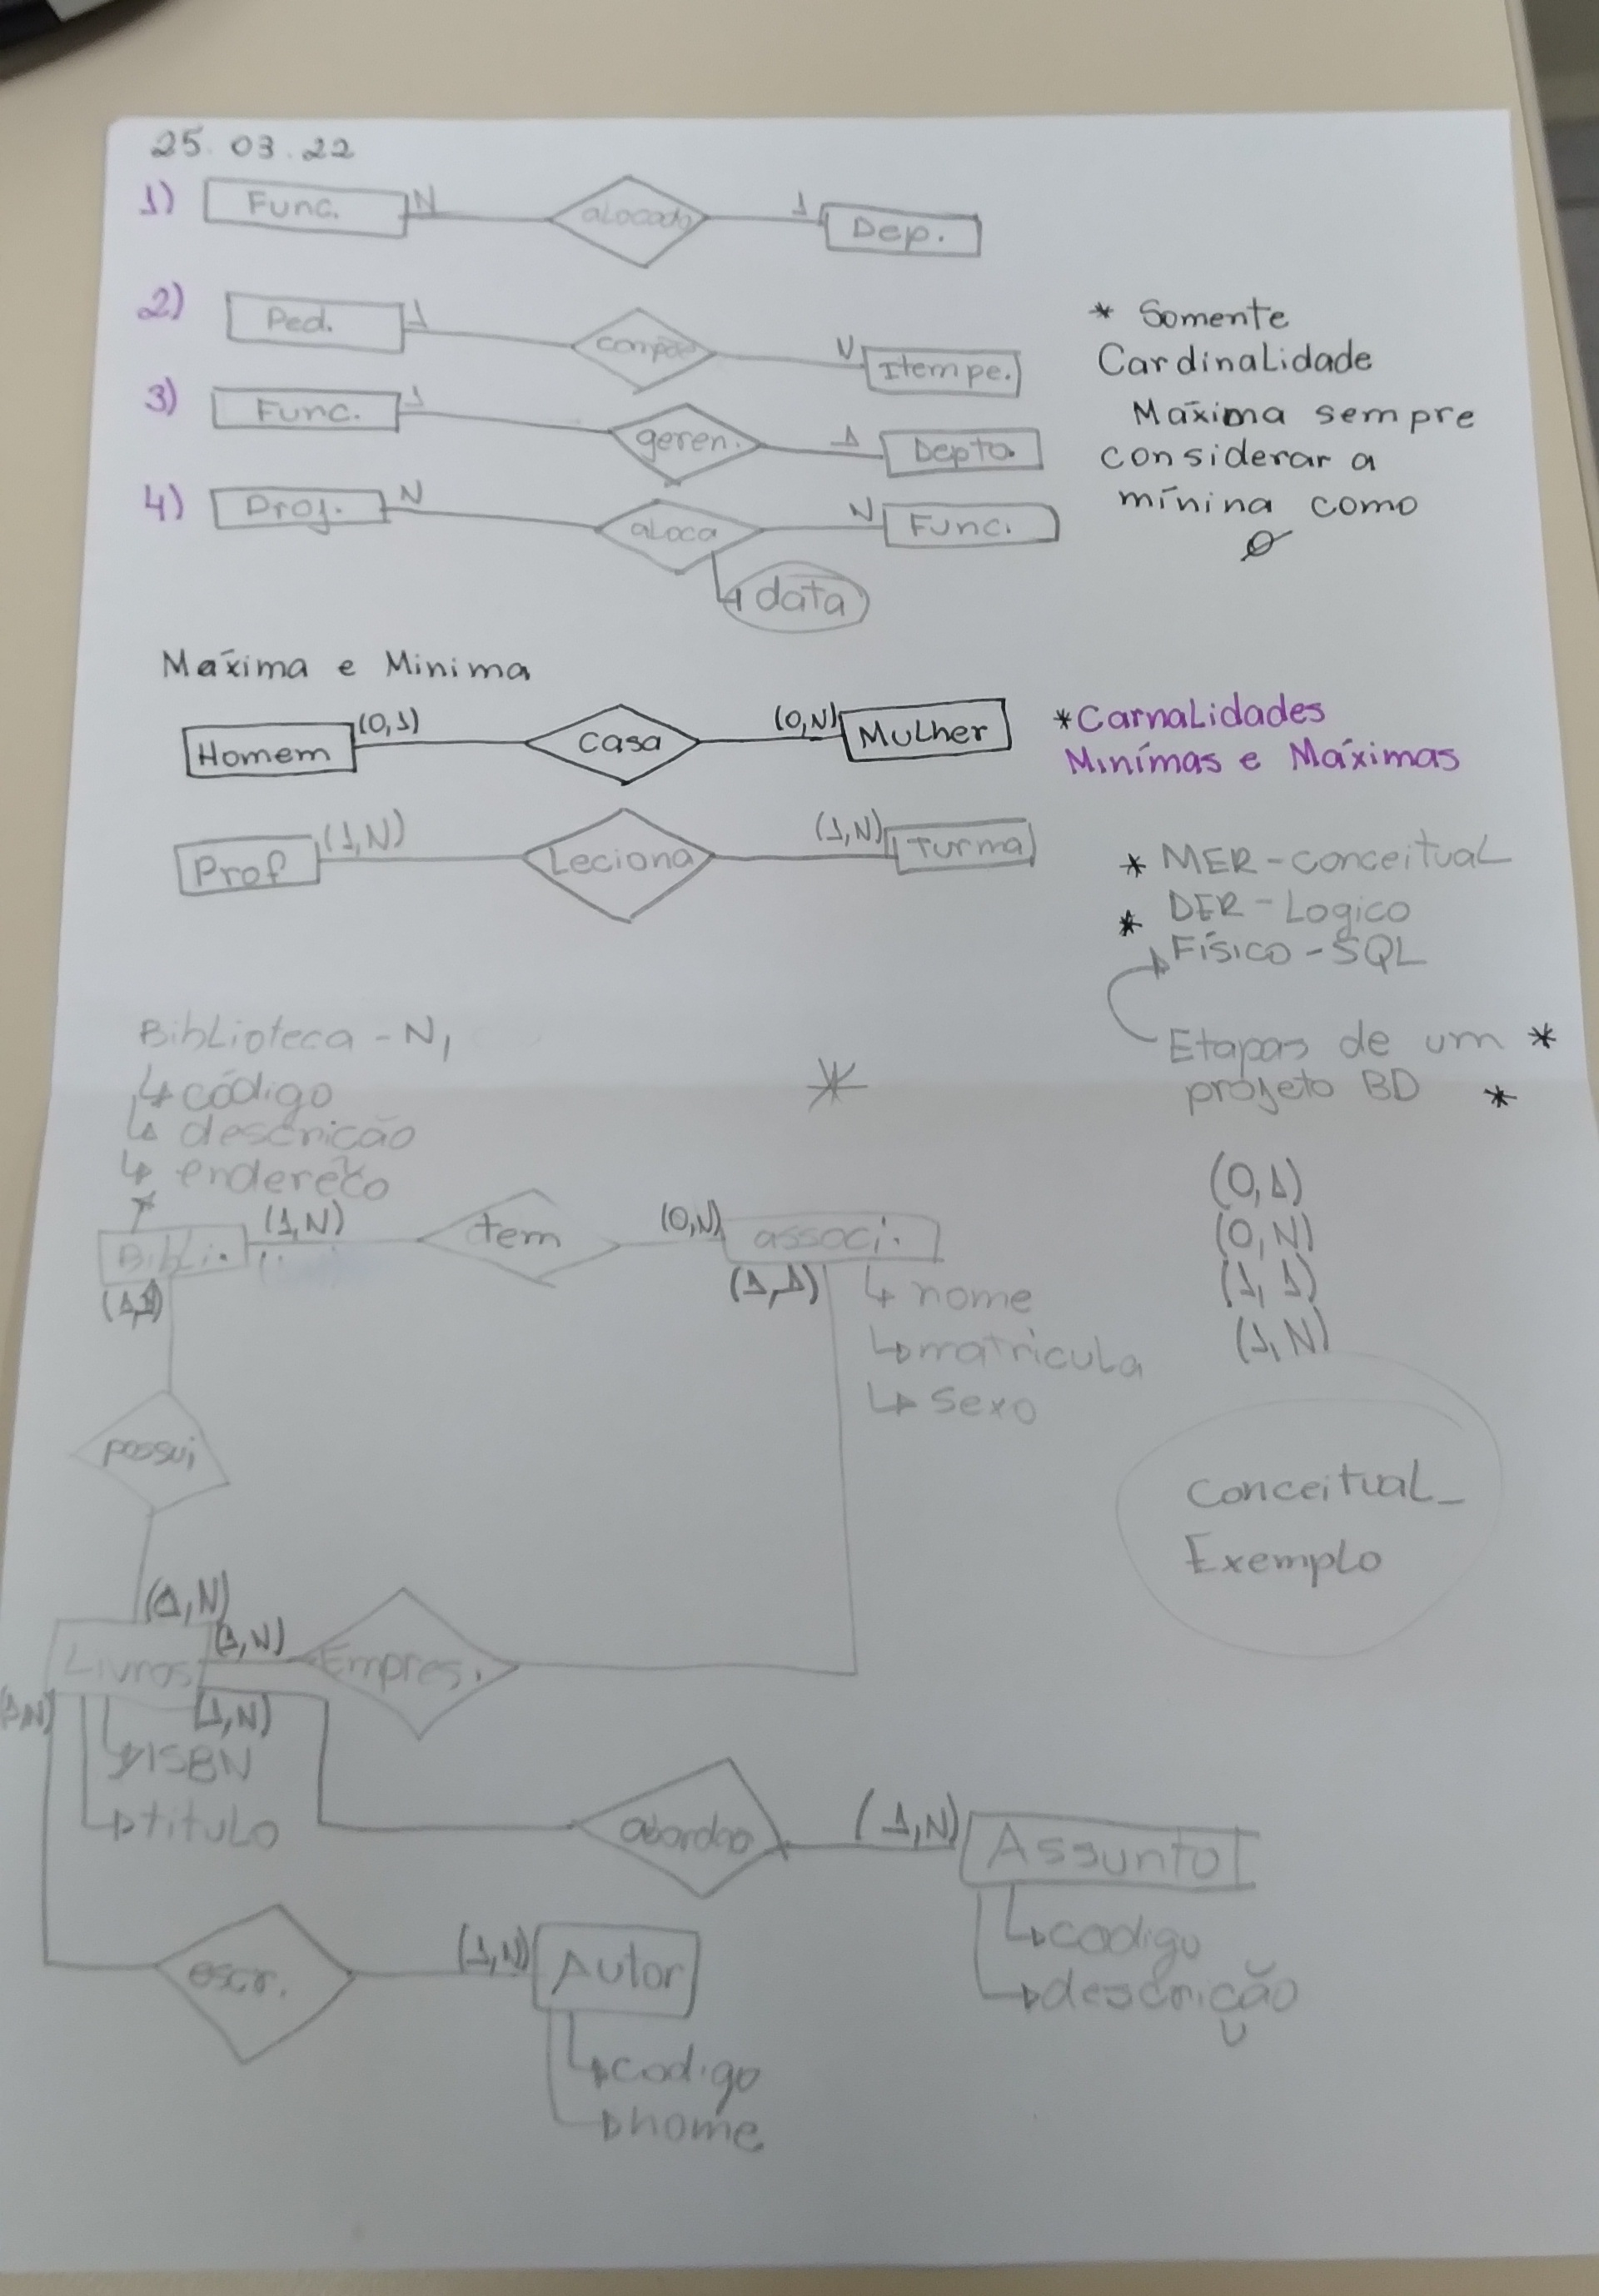 25.03.22
1) Func. N alocado 1 Dep.
2) Ped. 1 N Itempe.
3) Func. 1 geren. 1 Depto.
4) Proj. N aloca N Func.
data
* Somente
Cardinalidade
Máxima sempre
considerar a
mínina como
0
Máxima e Minima
Homem (0,1) casa (0,N) Mulher
Prof (1,N) Leciona (1,N) Turma
*Carnalidades
Minímas e Máximas
* MER-conceitual
* DER-Logico
Físico-SQL
Etapas de um *
projeto BD *
(0,1)
(0,N)
(1,1)
(1,N)
Conceitual_
Exemplo
Biblioteca - N,
código
descrição
endereço
*
Bibli. (1,N) tem (0,N) associ.
(1,1) (1,1)
nome
matricula
sexo
possui
(1,N)
Livros (1,N) Empres.
(1,N) (1,N)
ISBN
titulo
(1,N) Assunto
codigo
descrição
escr. (1,N) Autor
codigo
nome